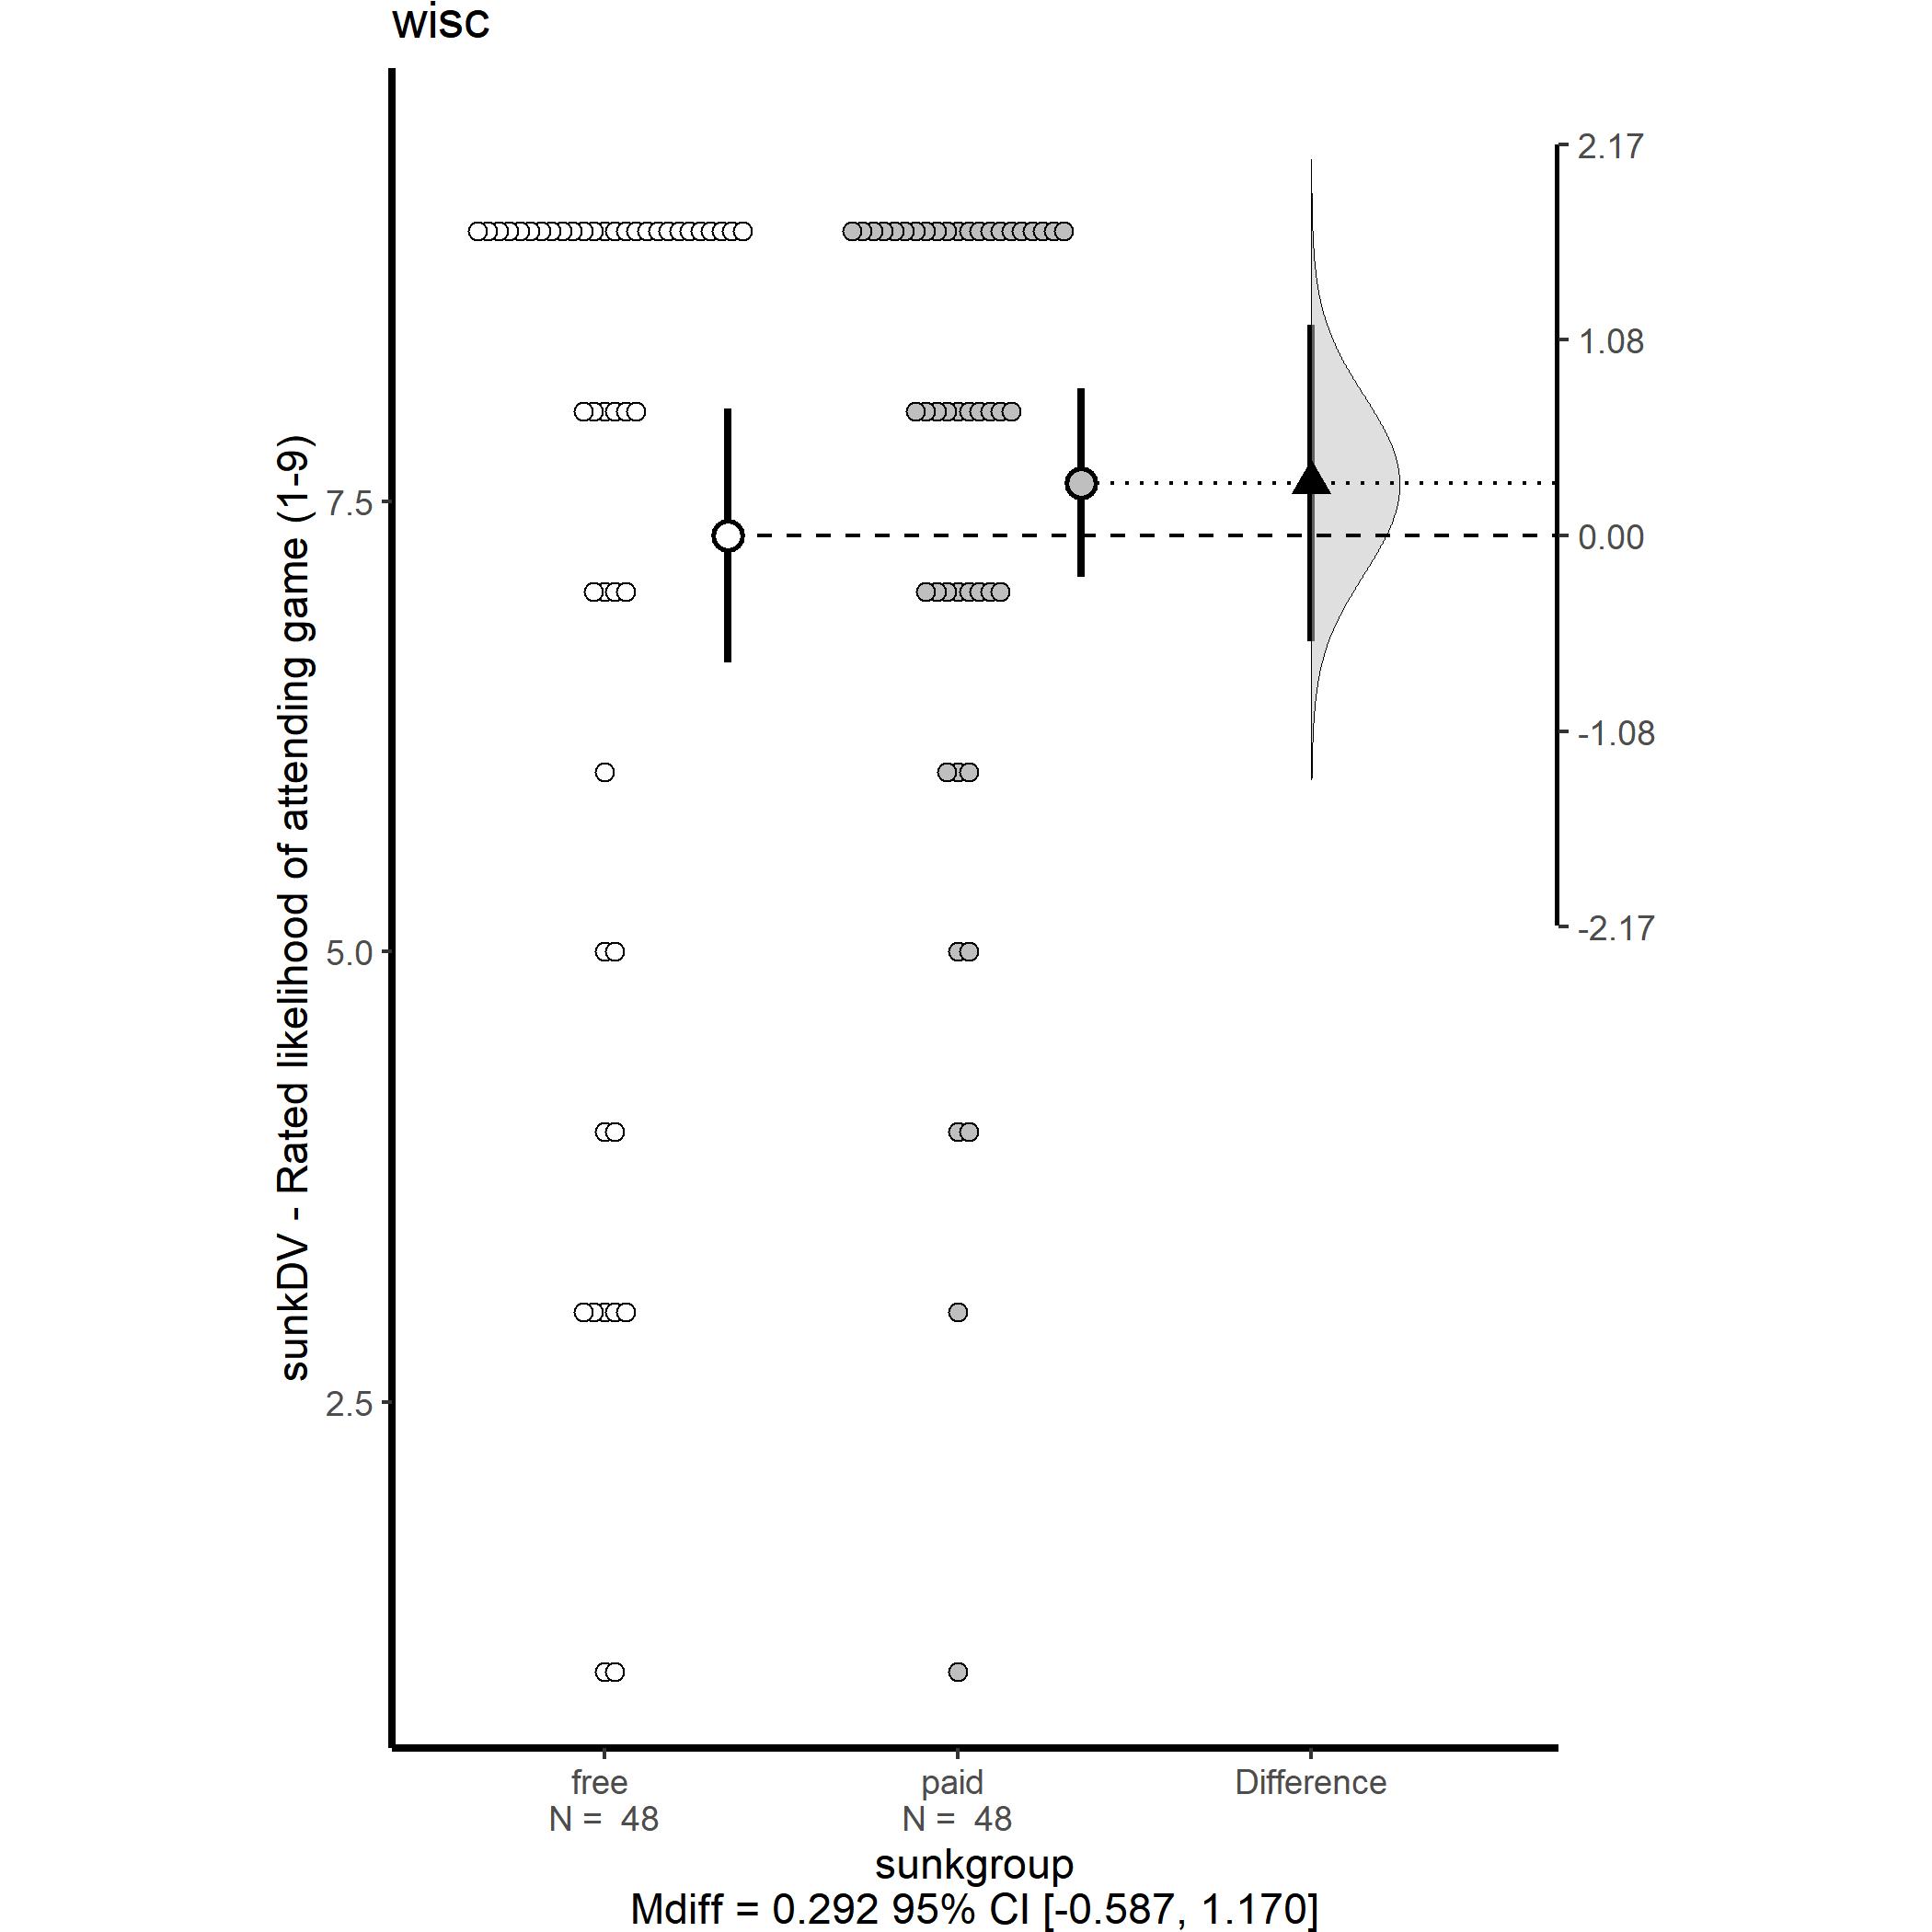 wisc
sunkDV - Rated likelihood of attending game (1-9)
7.5
5.0
2.5
2.17
1.08
0.00
-1.08
-2.17
free
N =  48
paid
N =  48
Difference
sunkgroup
Mdiff = 0.292 95% CI [-0.587, 1.170]